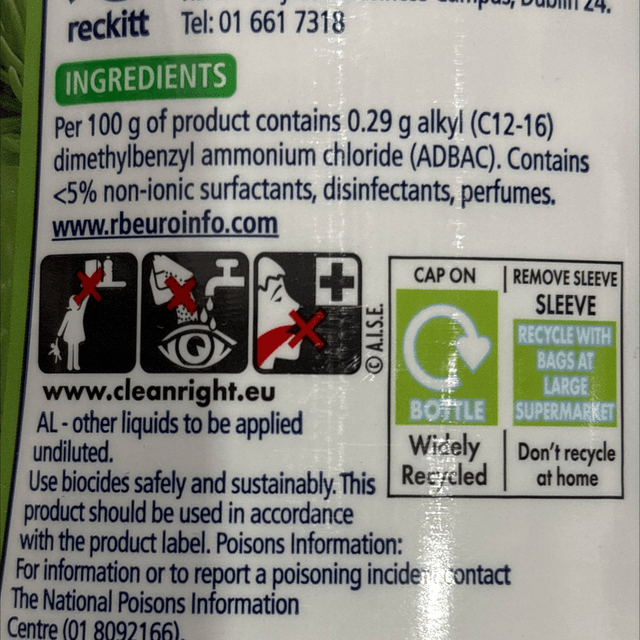 Dublin 24.
reckitt Tel: 01 661 7318
INGREDIENTS
Per 100 g of product contains 0.29 g alkyl (C12-16)
dimethylbenzyl ammonium chloride (ADBAC). Contains
<5% non-ionic surfactants, disinfectants, perfumes.
www.rbeuroinfo.com
© A.I.S.E.
CAP ON
BOTTLE
Widely
Recycled
REMOVE SLEEVE
SLEEVE
RECYCLE WITH
BAGS AT
LARGE
SUPERMARKET
Don't recycle
at home
www.cleanright.eu
AL - other liquids to be applied
undiluted.
Use biocides safely and sustainably. This
product should be used in accordance
with the product label. Poisons Information:
For information or to report a poisoning incident contact
The National Poisons Information
Centre (01 8092166).